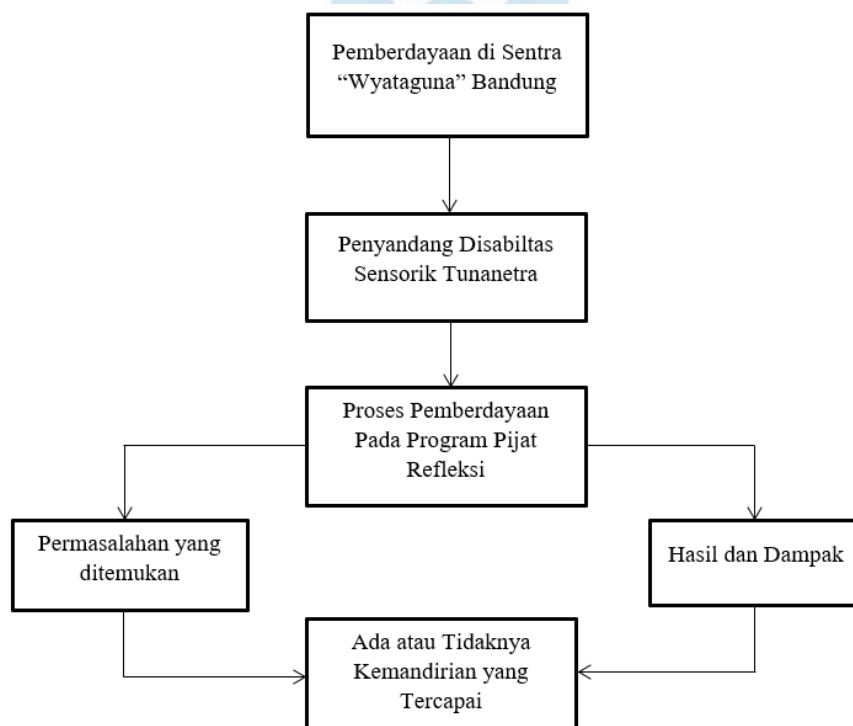 Pemberdayaan di Sentra
“Wyataguna” Bandung
Penyandang Disabiltas
Sensorik Tunanetra
Proses Pemberdayaan
Pada Program Pijat
Refleksi
Permasalahan yang
ditemukan
Hasil dan Dampak
Ada atau Tidaknya
Kemandirian yang
Tercapai